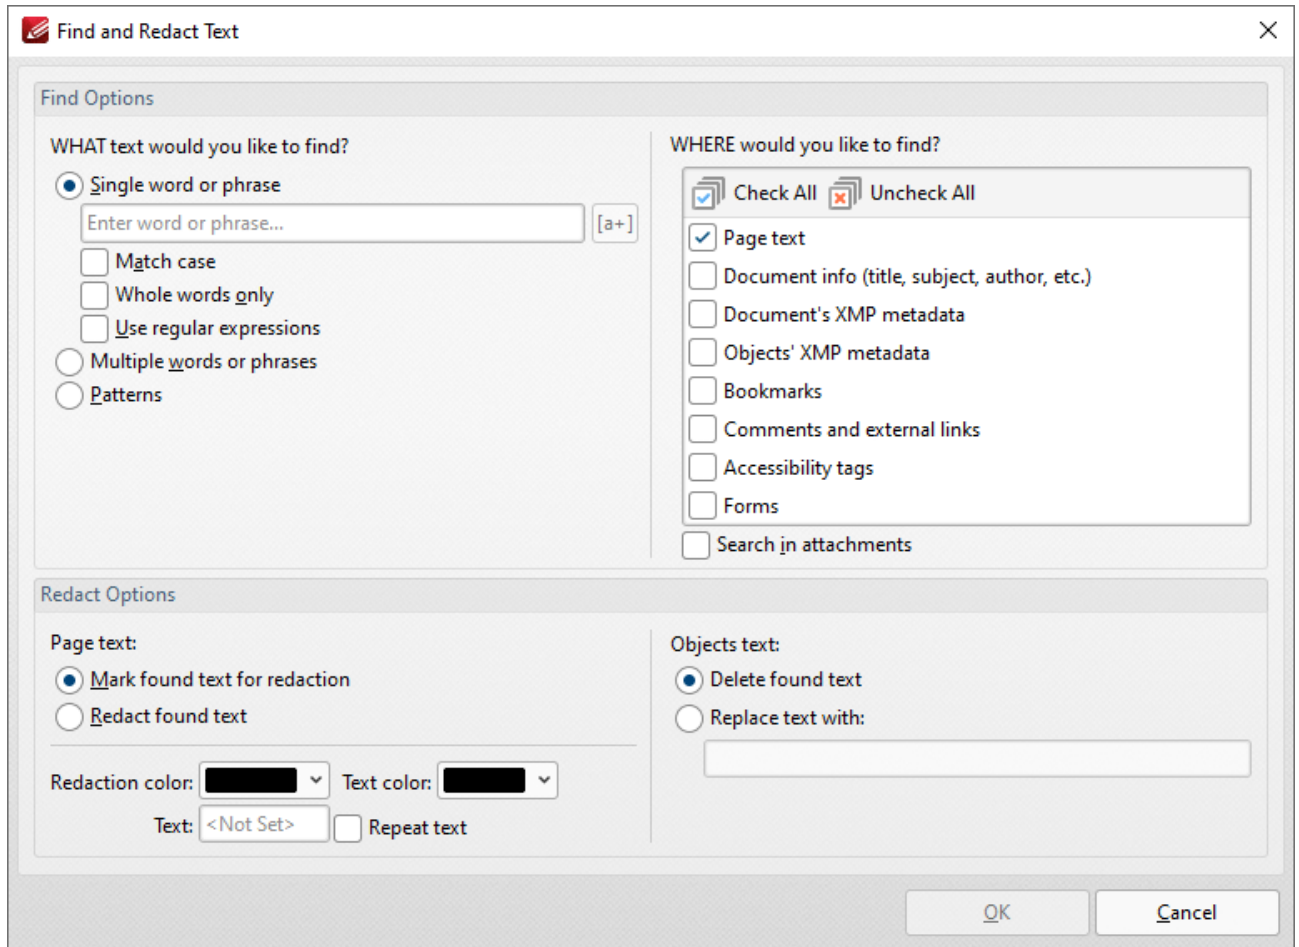 Find and Redact Text
Find Options
WHAT text would you like to find?
Single word or phrase
Enter word or phrase...
[a+]
Match case
Whole words only
Use regular expressions
Multiple words or phrases
Patterns
WHERE would you like to find?
Check All Uncheck All
Page text
Document info (title, subject, author, etc.)
Document's XMP metadata
Objects' XMP metadata
Bookmarks
Comments and external links
Accessibility tags
Forms
Search in attachments
Redact Options
Page text:
Mark found text for redaction
Redact found text
Redaction color: Text color:
Text: <Not Set> Repeat text
Objects text:
Delete found text
Replace text with:
OK Cancel